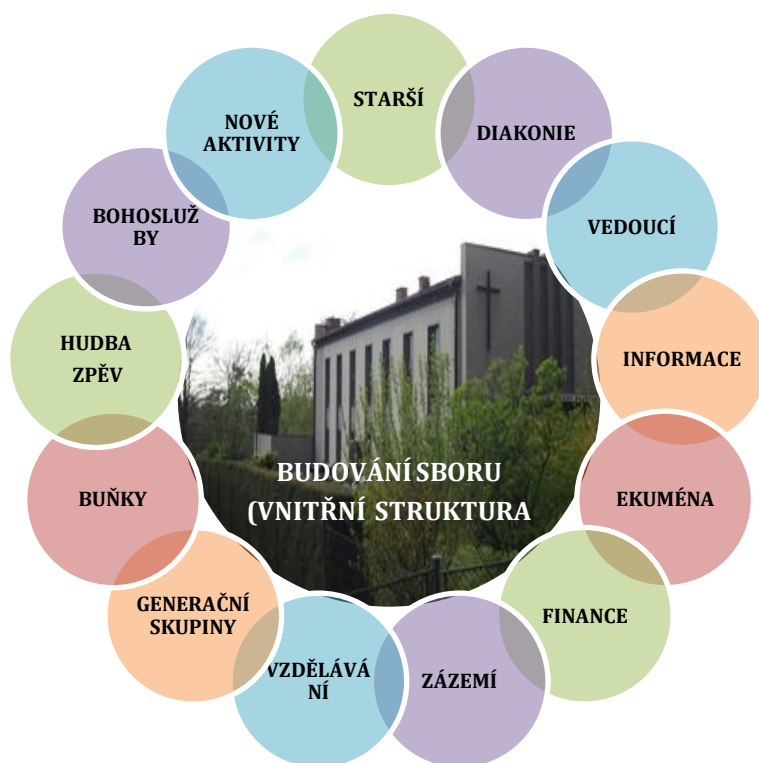 STARŠÍ
DIAKONIE
VEDOUCÍ
INFORMACE
EKUMÉNA
FINANCE
ZÁZEMÍ
VZDĚLÁVÁ
NÍ
GENERAČNÍ
SKUPINY
BUŇKY
HUDBA
ZPĚV
BOHOSLUŽ
BY
NOVÉ
AKTIVITY
BUDOVÁNÍ SBORU
(VNITŘNÍ STRUKTURA